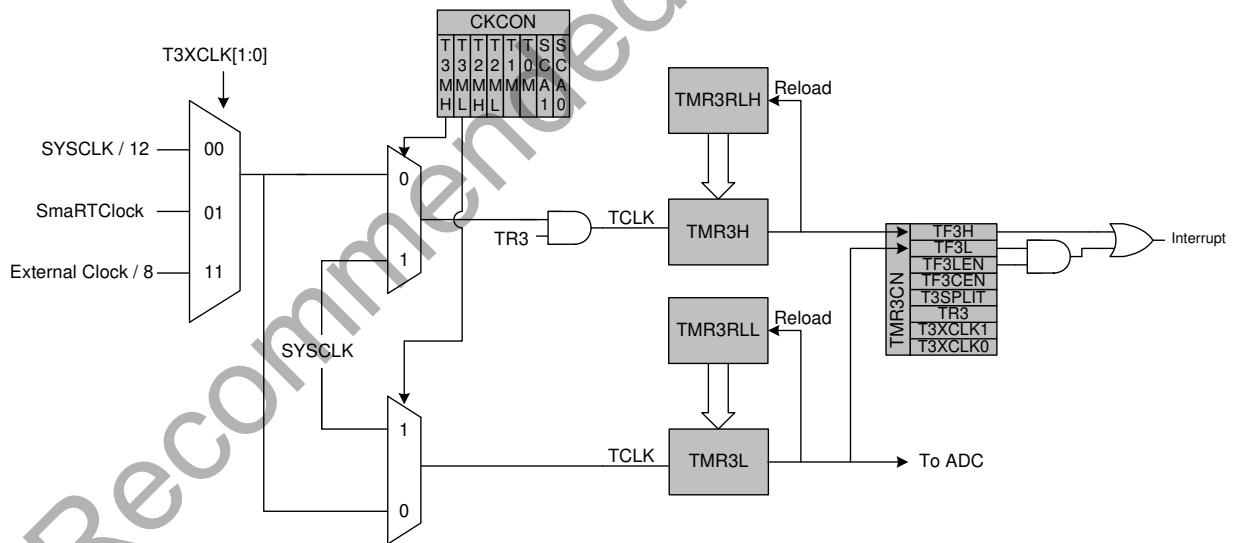 CKCON
T3MH T3ML T2MH T2ML T1M T0M SCA1 SCA0
T3XCLK[1:0]
SYSCLK / 12
00
SmaRTClock
01
External Clock / 8
11
0
1
SYSCLK
1
0
TR3
TCLK
TMR3RLH
Reload
TMR3H
TCLK
TMR3RLL
Reload
TMR3L
To ADC
TMR3CN
TF3H
TF3L
TF3LEN
TF3CEN
T3SPLIT
TR3
T3XCLK1
T3XCLK0
Interrupt
Recommended